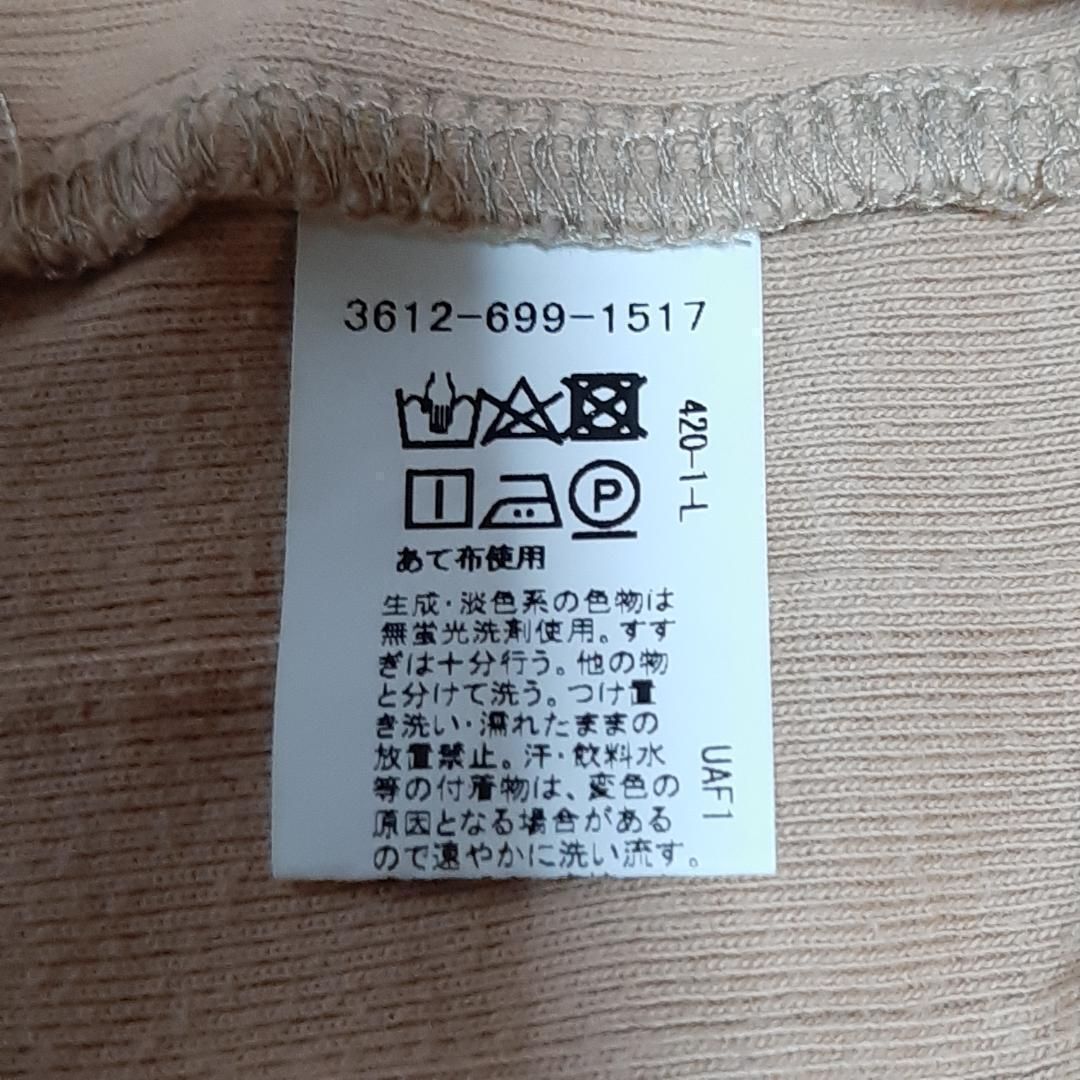 3612-699-1517
420-1-L
P
あて布使用
生成・淡色系の色物は
無蛍光洗剤使用。すす
ぎは十分行う。他の物
と分けて洗う。つけ置
き洗い・濡れたままの
放置禁止。汗・飲料水
等の付着物は、変色の
原因となる場合がある
ので速やかに洗い流す。
UAF1